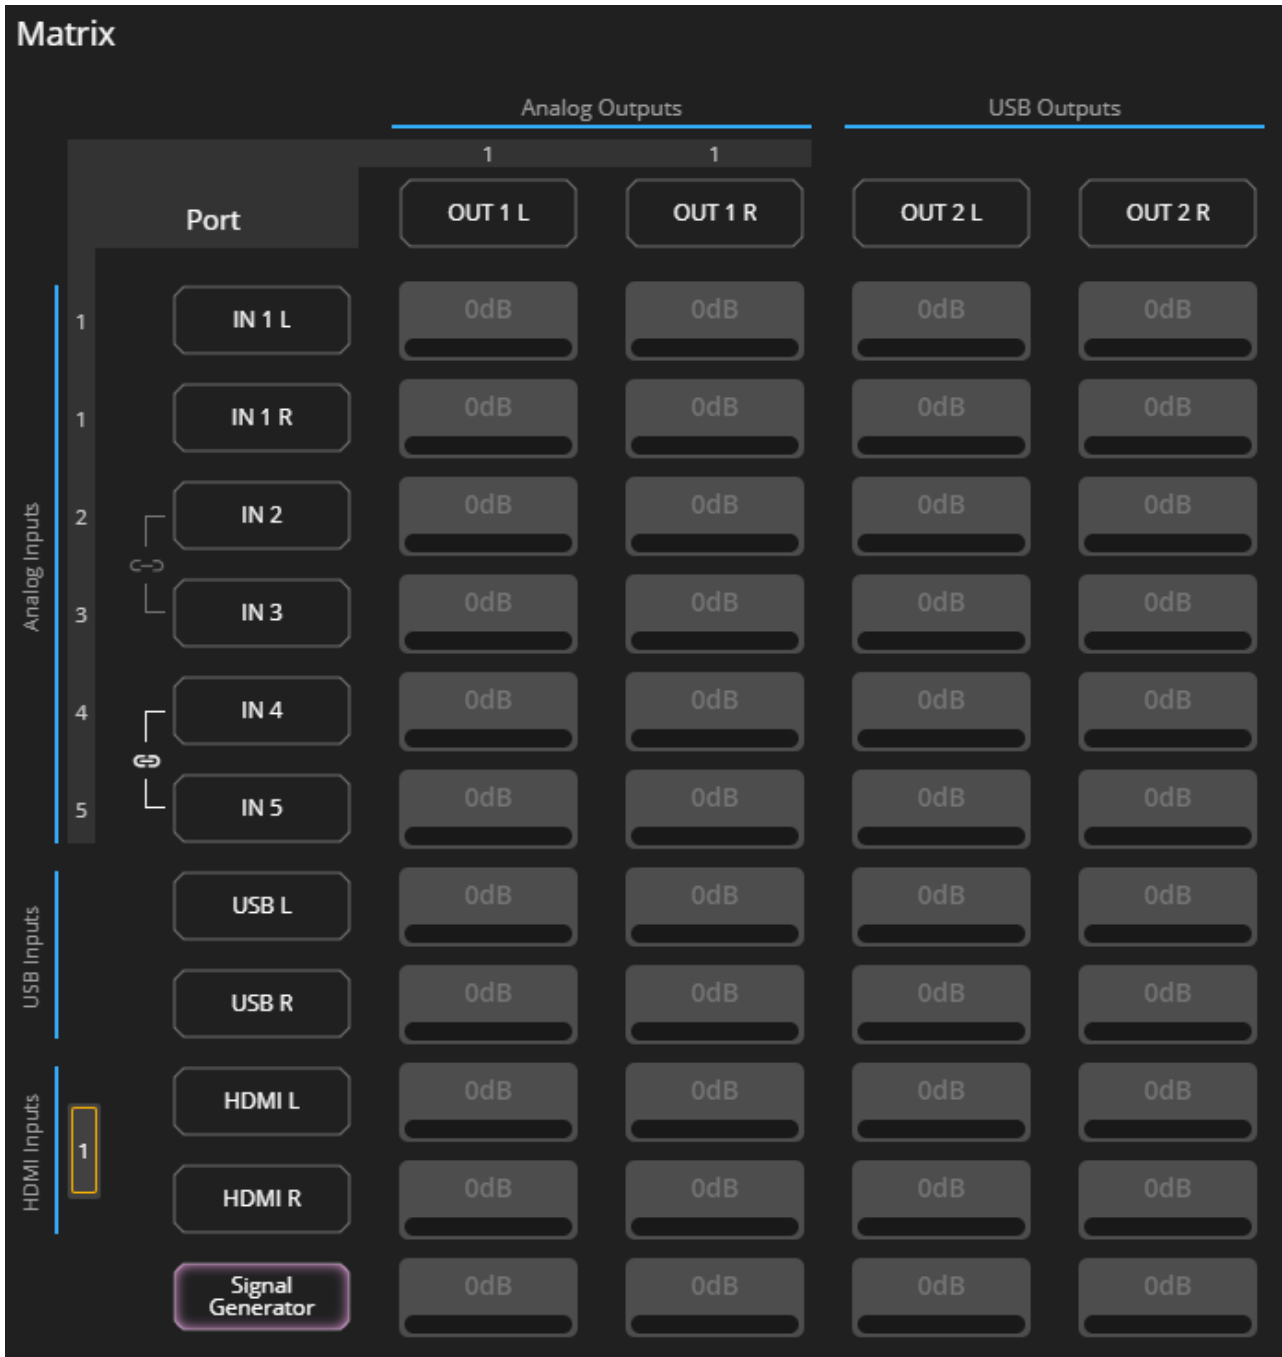 Matrix
Analog Outputs USB Outputs
1 1
Port OUT 1 L OUT 1 R OUT 2 L OUT 2 R
Analog Inputs
1 IN 1 L 0dB 0dB 0dB 0dB
1 IN 1 R 0dB 0dB 0dB 0dB
2 IN 2 0dB 0dB 0dB 0dB
3 IN 3 0dB 0dB 0dB 0dB
4 IN 4 0dB 0dB 0dB 0dB
5 IN 5 0dB 0dB 0dB 0dB
USB Inputs
USB L 0dB 0dB 0dB 0dB
USB R 0dB 0dB 0dB 0dB
HDMI Inputs
1
HDMI L 0dB 0dB 0dB 0dB
HDMI R 0dB 0dB 0dB 0dB
Signal
Generator 0dB 0dB 0dB 0dB